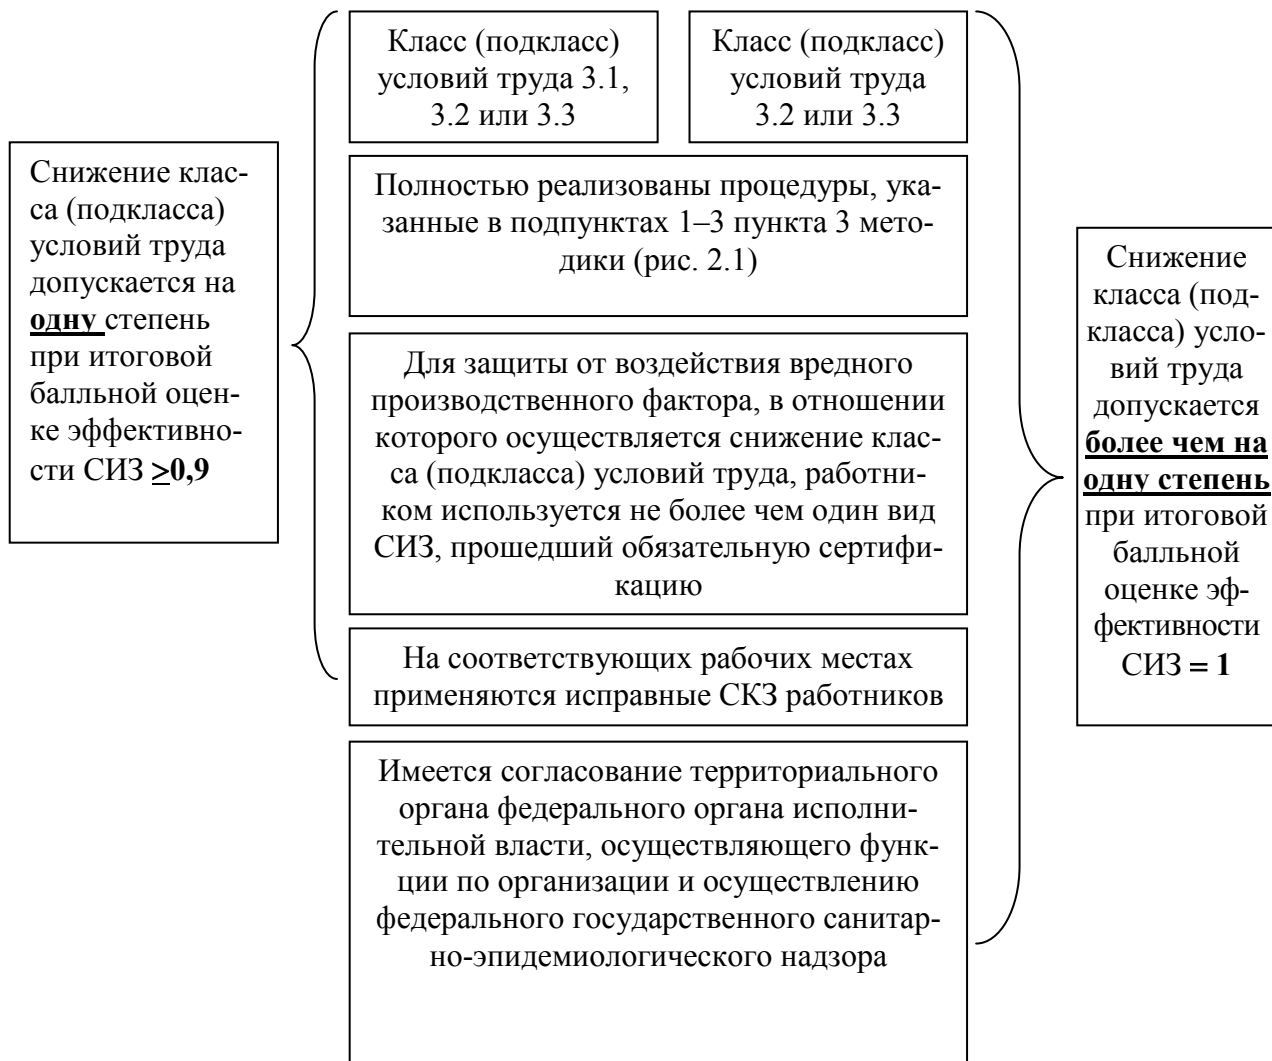 Снижение клас-
са (подкласса)
условий труда
допускается на
одну степень
при итоговой
балльной оцен-
ке эффективно-
сти СИЗ ≥0,9
Класс (подкласс)
условий труда 3.1,
3.2 или 3.3
Класс (подкласс)
условий труда
3.2 или 3.3
Полностью реализованы процедуры, ука-
занные в подпунктах 1–3 пункта 3 мето-
дики (рис. 2.1)
Для защиты от воздействия вредного
производственного фактора, в отношении
которого осуществляется снижение клас-
са (подкласса) условий труда, работни-
ком используется не более чем один вид
СИЗ, прошедший обязательную сертифи-
кацию
На соответствующих рабочих местах
применяются исправные СКЗ работников
Имеется согласование территориального
органа федерального органа исполни-
тельной власти, осуществляющего функ-
ции по организации и осуществлению
федерального государственного санитар-
но-эпидемиологического надзора
Снижение
класса (под-
класса) усло-
вий труда
допускается
более чем на
одну степень
при итоговой
балльной
оценке эф-
фективности
СИЗ = 1